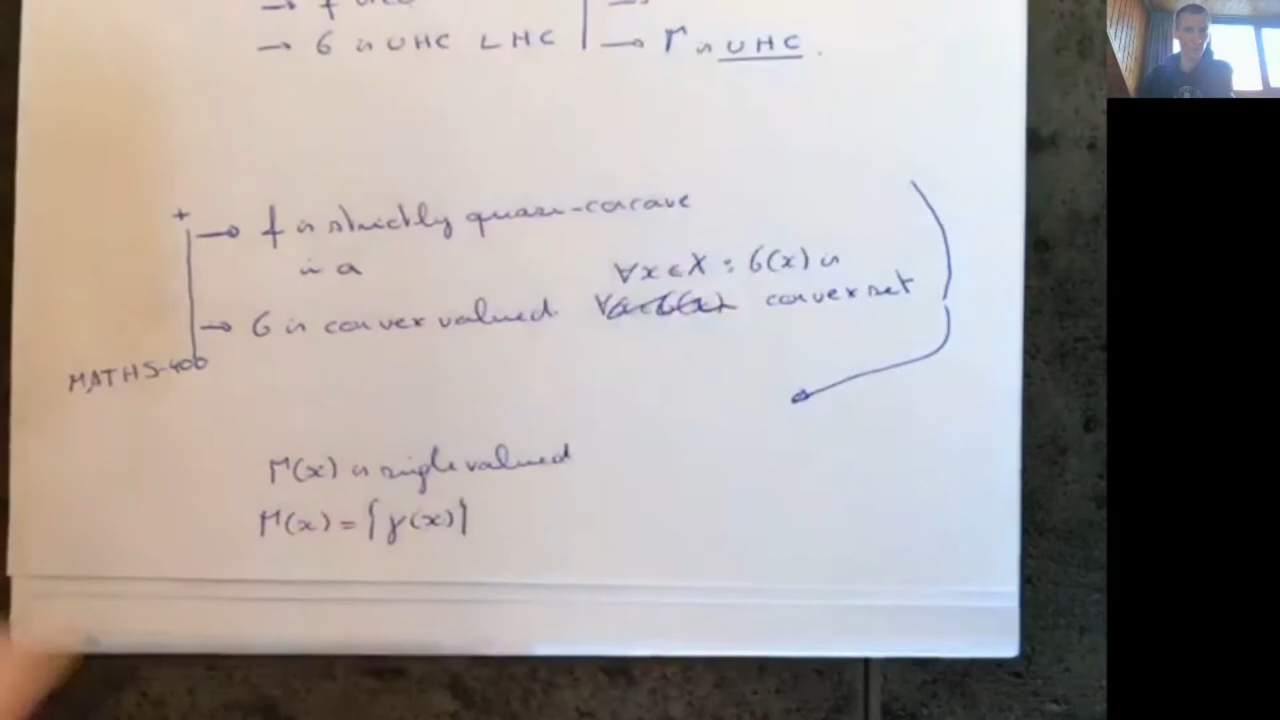 → f
→ G is UHC LHC | → Γ is UHC.
+
→ f is strictly quasi-concave
in a
∀x∈X : G(x) is
→ G is convex valued. convex set
MATHS-400
Γ(x) is single valued
Γ(x) = {γ(x)}